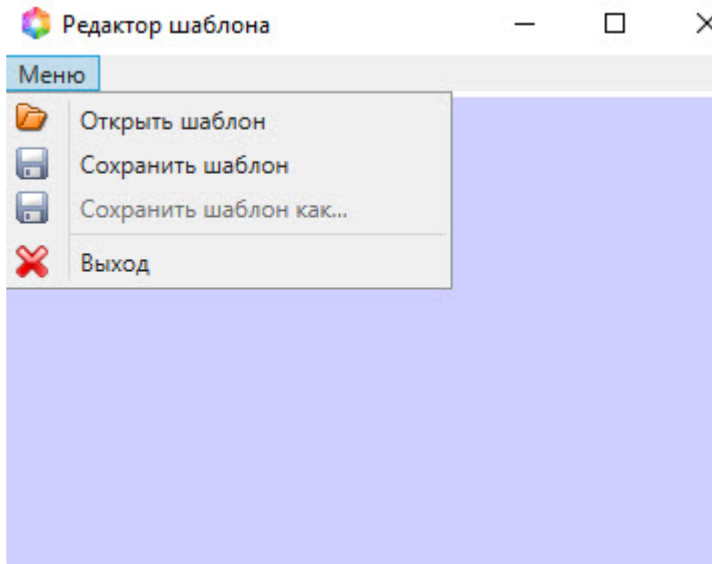 Редактор шаблона
Меню
Открыть шаблон
Сохранить шаблон
Сохранить шаблон как...
Выход